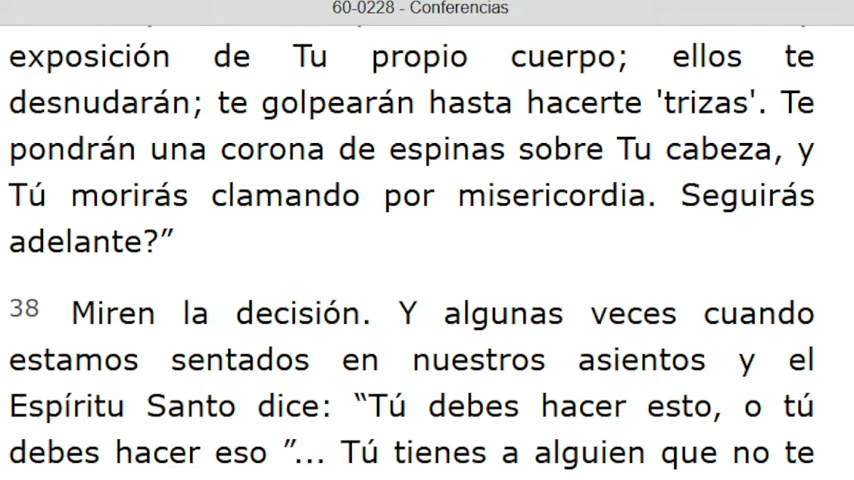 60-0228 - Conferencias
exposición de Tu propio cuerpo; ellos te
desnudarán; te golpearán hasta hacerte 'trizas'. Te
pondrán una corona de espinas sobre Tu cabeza, y
Tú morirás clamando por misericordia. Seguirás
adelante?”
38 Miren la decisión. Y algunas veces cuando
estamos sentados en nuestros asientos y el
Espíritu Santo dice: “Tú debes hacer esto, o tú
debes hacer eso ”... Tú tienes a alguien que no te